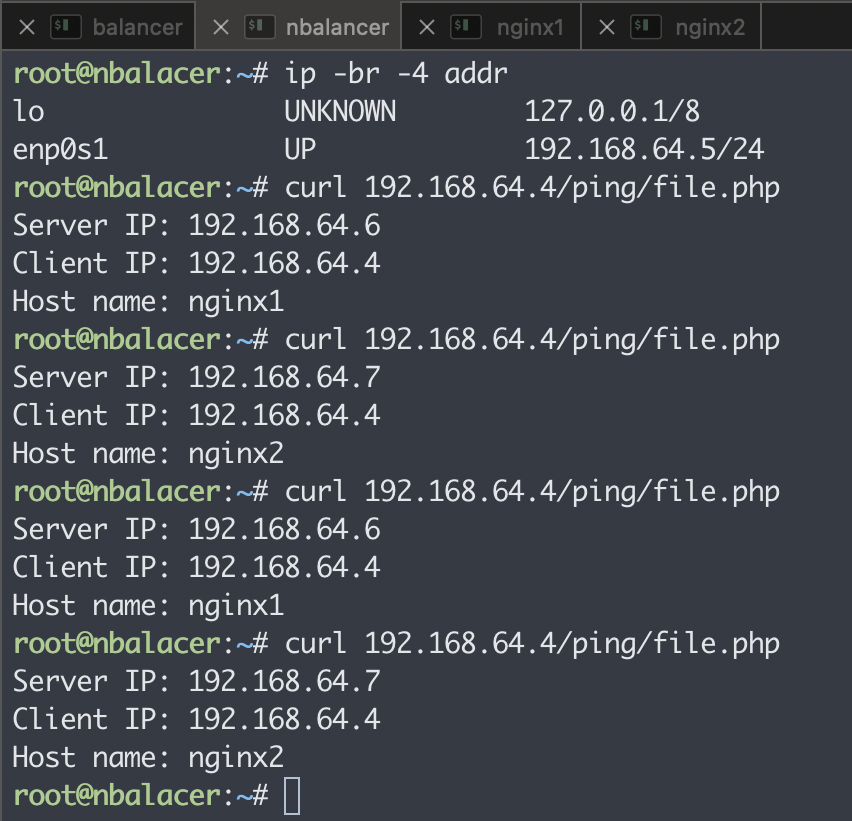 balancer nbalancer nginx1 nginx2
root@nbalacer:~# ip -br -4 addr
lo UNKNOWN 127.0.0.1/8
enp0s1 UP 192.168.64.5/24
root@nbalacer:~# curl 192.168.64.4/ping/file.php
Server IP: 192.168.64.6
Client IP: 192.168.64.4
Host name: nginx1
root@nbalacer:~# curl 192.168.64.4/ping/file.php
Server IP: 192.168.64.7
Client IP: 192.168.64.4
Host name: nginx2
root@nbalacer:~# curl 192.168.64.4/ping/file.php
Server IP: 192.168.64.6
Client IP: 192.168.64.4
Host name: nginx1
root@nbalacer:~# curl 192.168.64.4/ping/file.php
Server IP: 192.168.64.7
Client IP: 192.168.64.4
Host name: nginx2
root@nbalacer:~#